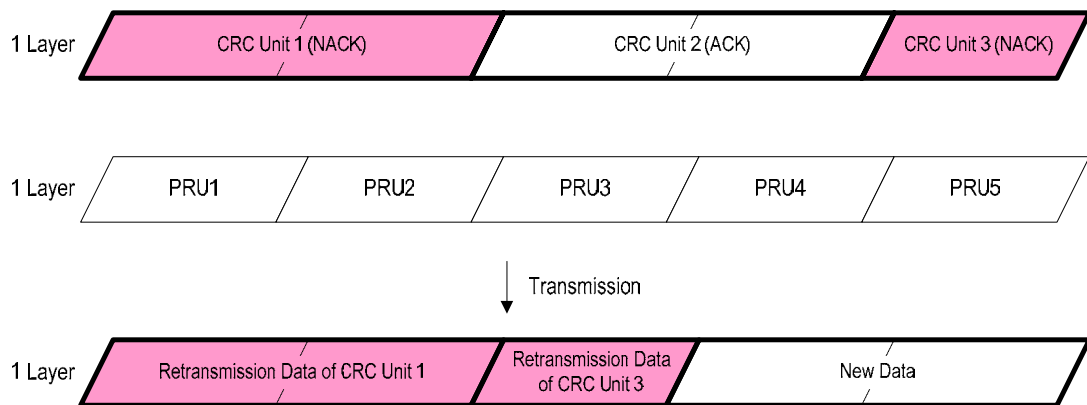 1 Layer CRC Unit 1 (NACK) CRC Unit 2 (ACK) CRC Unit 3 (NACK)
1 Layer PRU1 PRU2 PRU3 PRU4 PRU5
Transmission
1 Layer Retransmission Data of CRC Unit 1 Retransmission Data
of CRC Unit 3 New Data